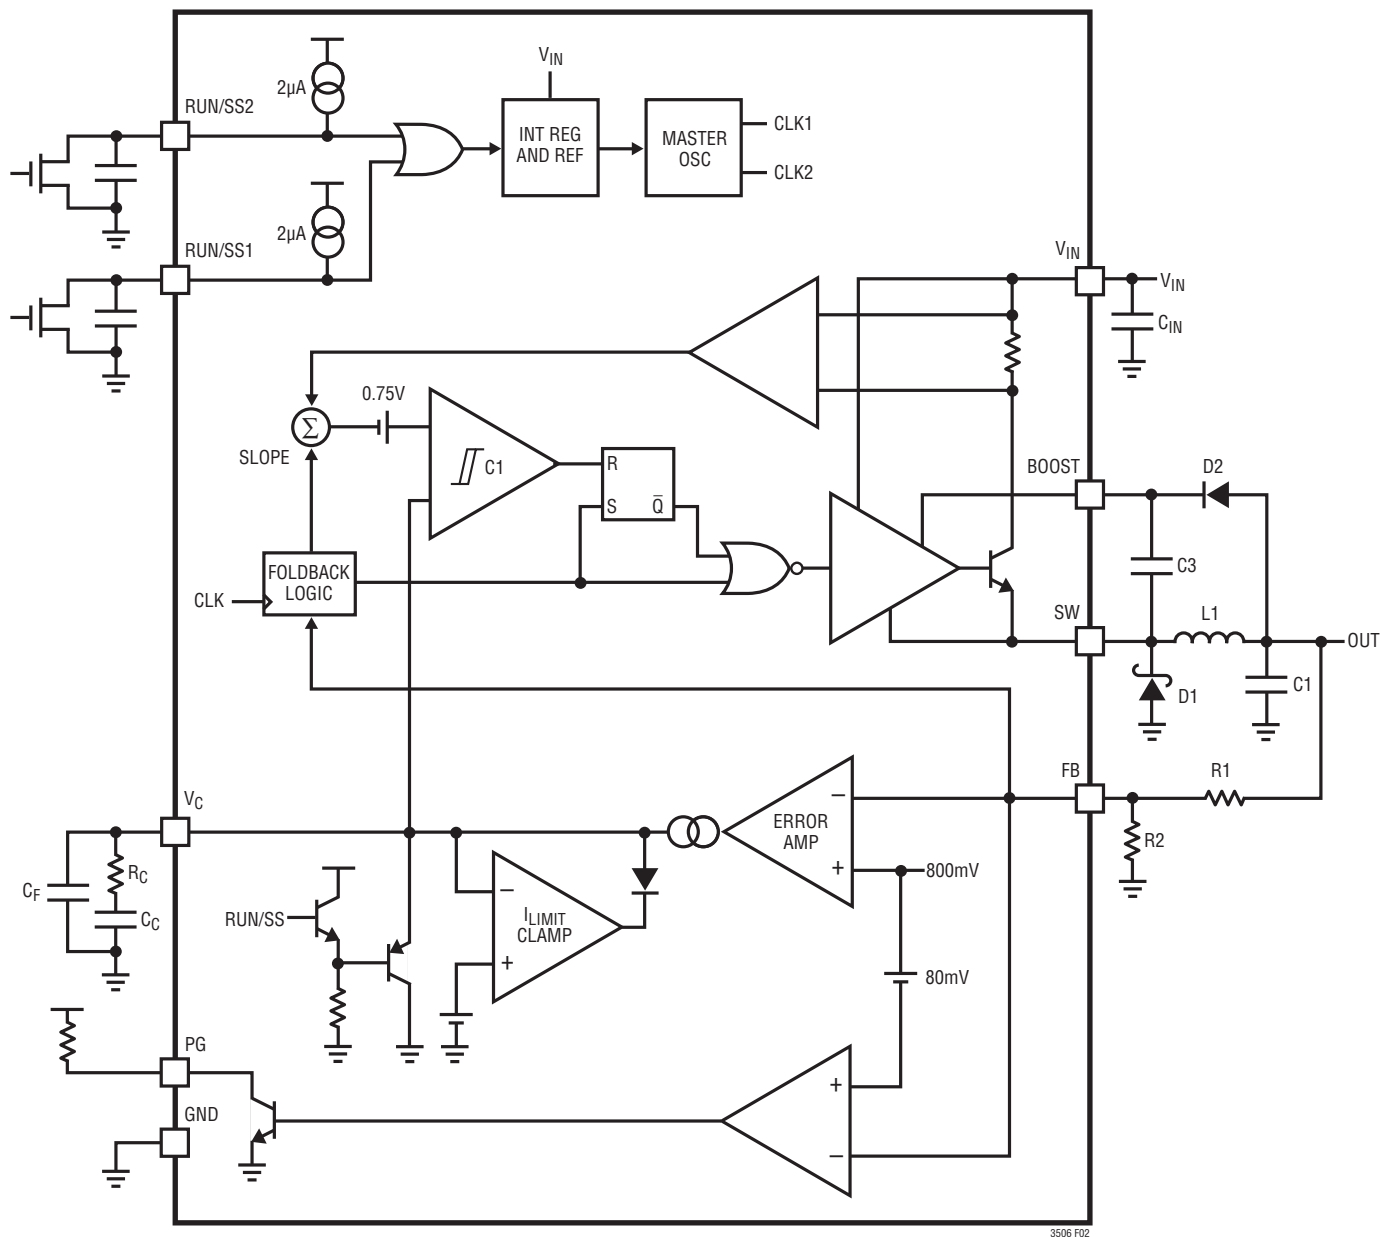 V_IN
2µA
RUN/SS2
INT REG
AND REF
MASTER
OSC
CLK1
CLK2
2µA
RUN/SS1
V_IN
V_IN
C_IN
0.75V
Σ
SLOPE
C1
R
S
Q̅
BOOST
D2
C3
FOLDBACK
LOGIC
CLK
SW
L1
OUT
D1
C1
FB
R1
R2
V_C
ERROR
AMP
−
+
800mV
C_F
R_C
C_C
RUN/SS
−
I_LIMIT
CLAMP
+
80mV
PG
GND
+
−
3506 F02